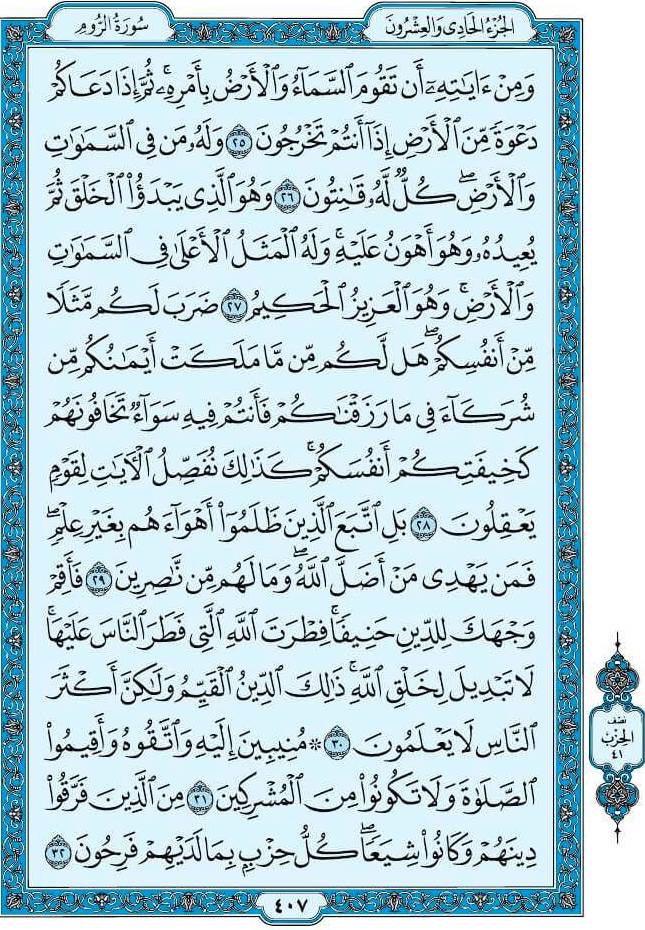 الجُزْءُ الحَادِي وَالعِشْرُونَ
سُورَةُ الرُّومِ
وَمِنْ ءَايَٰتِهِۦٓ أَن تَقُومَ ٱلسَّمَآءُ وَٱلْأَرْضُ بِأَمْرِهِۦۚ ثُمَّ إِذَا دَعَاكُمْ
دَعْوَةً مِّنَ ٱلْأَرْضِ إِذَآ أَنتُمْ تَخْرُجُونَ ٢٥ وَلَهُۥ مَن فِى ٱلسَّمَٰوَٰتِ
وَٱلْأَرْضِۖ كُلٌّ لَّهُۥ قَٰنِتُونَ ٢٦ وَهُوَ ٱلَّذِى يَبْدَؤُا۟ ٱلْخَلْقَ ثُمَّ
يُعِيدُهُۥ وَهُوَ أَهْوَنُ عَلَيْهِۚ وَلَهُ ٱلْمَثَلُ ٱلْأَعْلَىٰ فِى ٱلسَّمَٰوَٰتِ
وَٱلْأَرْضِۚ وَهُوَ ٱلْعَزِيزُ ٱلْحَكِيمُ ٢٧ ضَرَبَ لَكُم مَّثَلًا
مِّنْ أَنفُسِكُمْۖ هَل لَّكُم مِّن مَّا مَلَكَتْ أَيْمَٰنُكُم مِّن
شُرَكَآءَ فِى مَا رَزَقْنَٰكُمْ فَأَنتُمْ فِيهِ سَوَآءٌ تَخَافُونَهُمْ
كَخِيفَتِكُمْ أَنفُسَكُمْۚ كَذَٰلِكَ نُفَصِّلُ ٱلْءَايَٰتِ لِقَوْمٍ
يَعْقِلُونَ ٢٨ بَلِ ٱتَّبَعَ ٱلَّذِينَ ظَلَمُوٓا۟ أَهْوَآءَهُم بِغَيْرِ عِلْمٍۖ
فَمَن يَهْدِى مَنْ أَضَلَّ ٱللَّهُۖ وَمَا لَهُم مِّن نَّٰصِرِينَ ٢٩ فَأَقِمْ
وَجْهَكَ لِلدِّينِ حَنِيفًاۚ فِطْرَتَ ٱللَّهِ ٱلَّتِى فَطَرَ ٱلنَّاسَ عَلَيْهَاۚ
لَا تَبْدِيلَ لِخَلْقِ ٱللَّهِۚ ذَٰلِكَ ٱلدِّينُ ٱلْقَيِّمُ وَلَٰكِنَّ أَكْثَرَ
ٱلنَّاسِ لَا يَعْلَمُونَ ٣٠ ۞ مُنِيبِينَ إِلَيْهِ وَٱتَّقُوهُ وَأَقِيمُوا۟
ٱلصَّلَوٰةَ وَلَا تَكُونُوا۟ مِنَ ٱلْمُشْرِكِينَ ٣١ مِنَ ٱلَّذِينَ فَرَّقُوا۟
دِينَهُمْ وَكَانُوا۟ شِيَعًاۖ كُلُّ حِزْبٍۭ بِمَا لَدَيْهِمْ فَرِحُونَ ٣٢
نصف
الحزب
٤١
٤٠٧